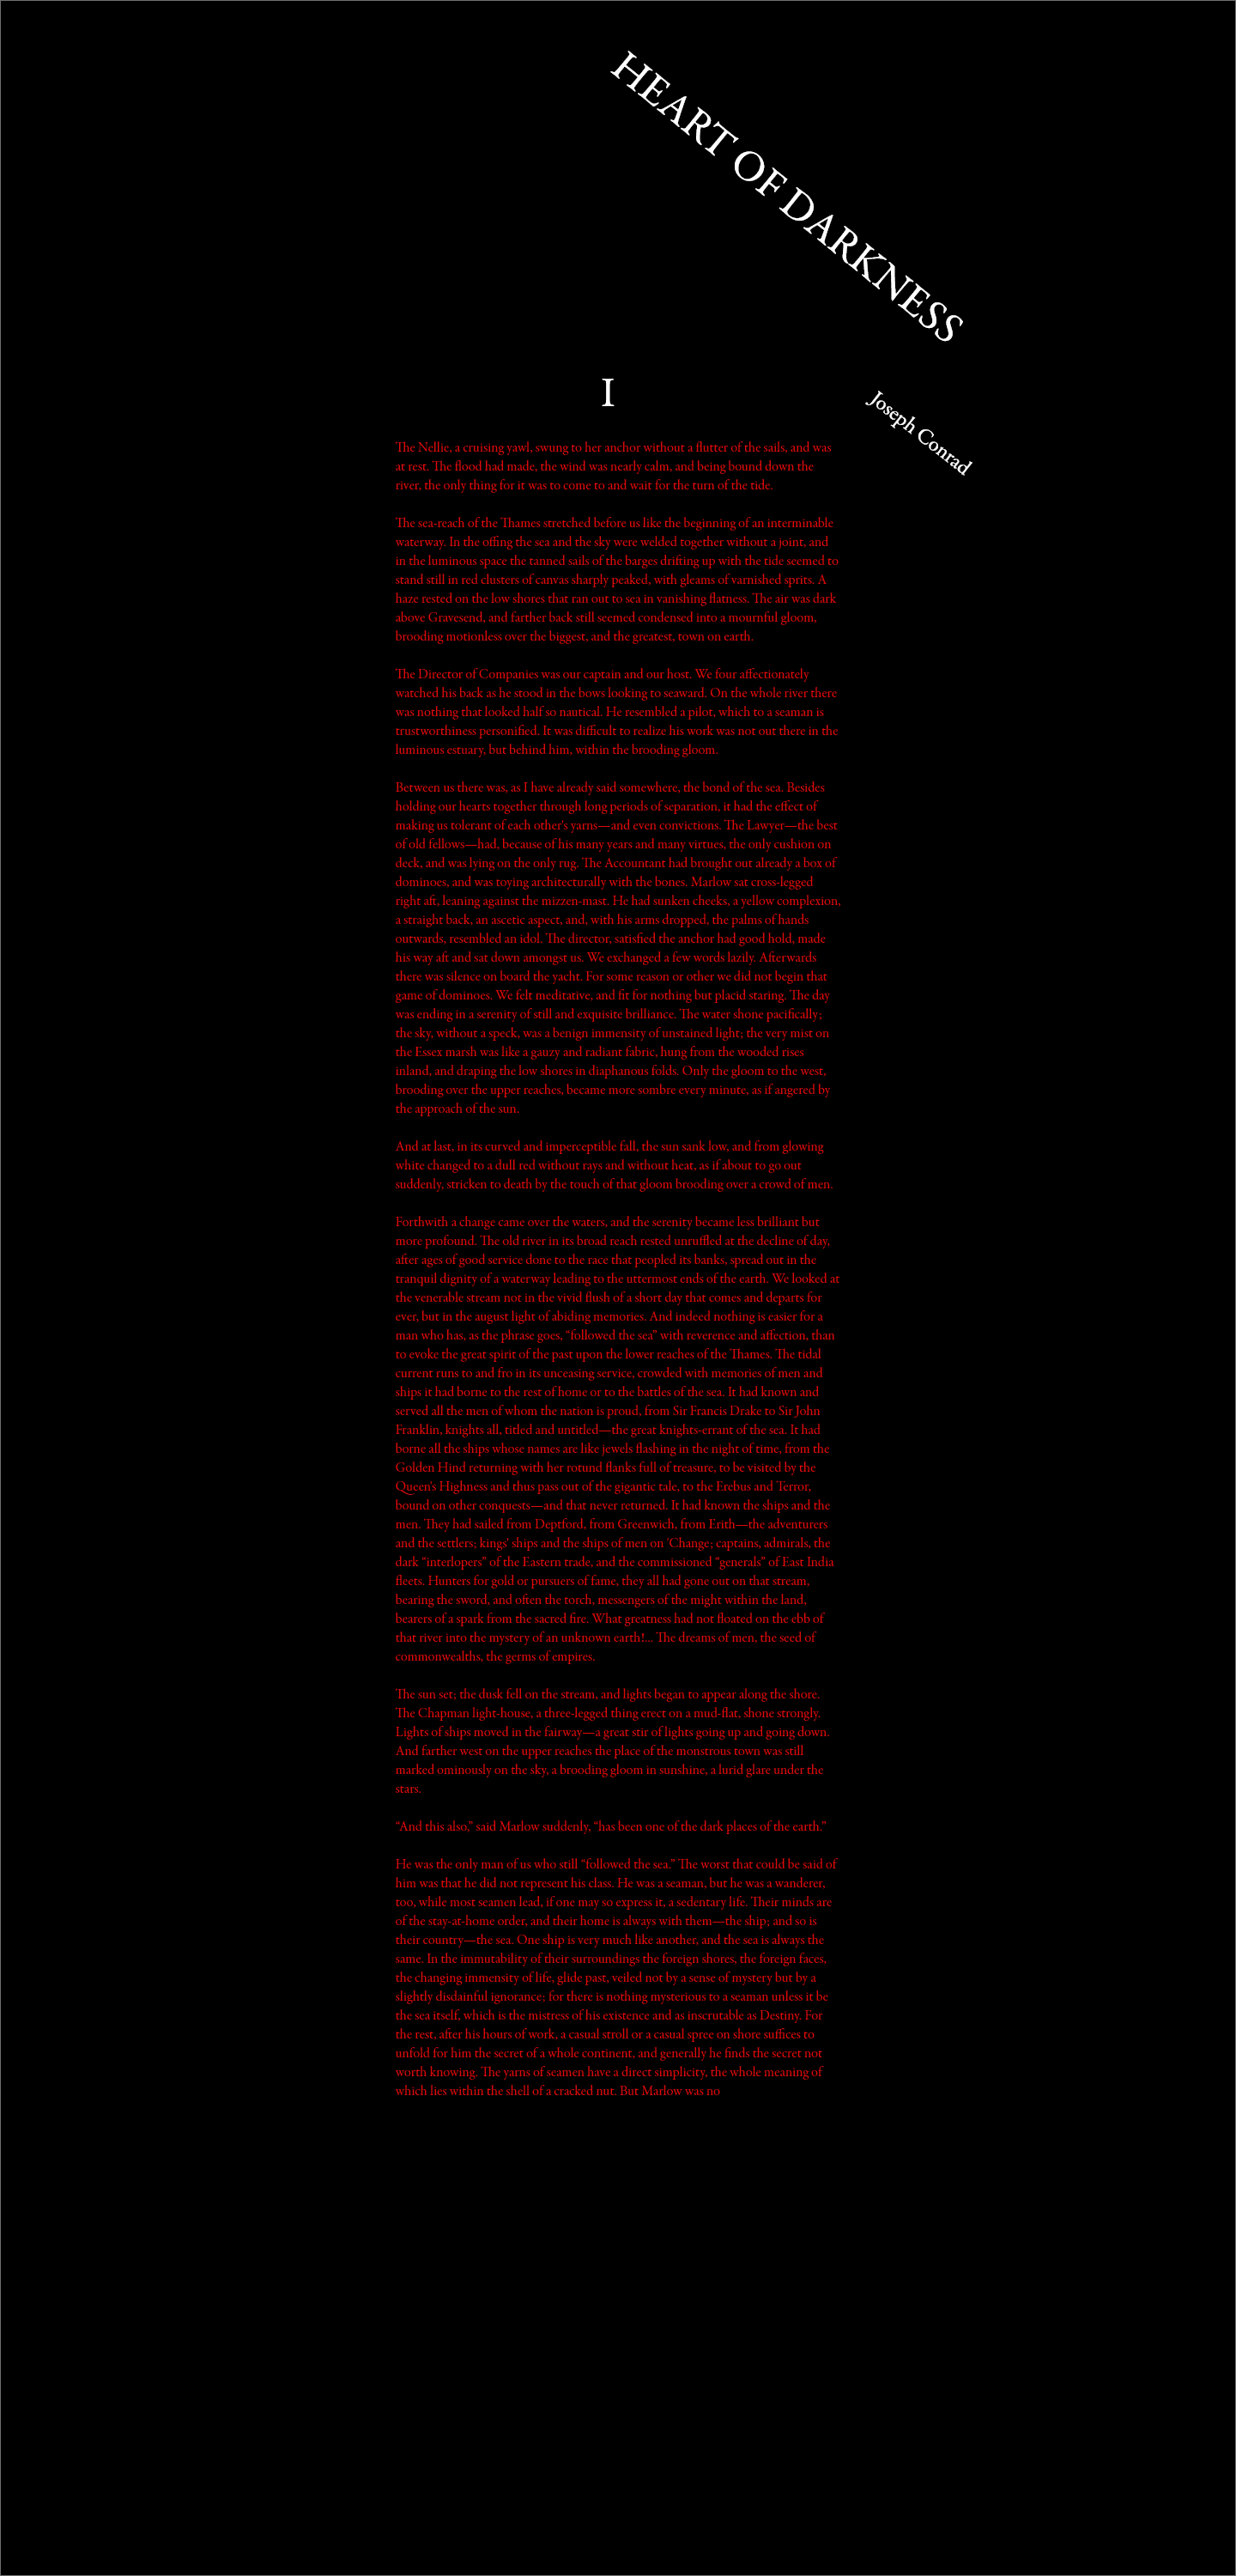 HEART OF DARKNESS
Joseph Conrad
I
The Nellie, a cruising yawl, swung to her anchor without a flutter of the sails, and was
at rest. The flood had made, the wind was nearly calm, and being bound down the
river, the only thing for it was to come to and wait for the turn of the tide.
The sea-reach of the Thames stretched before us like the beginning of an interminable
waterway. In the offing the sea and the sky were welded together without a joint, and
in the luminous space the tanned sails of the barges drifting up with the tide seemed to
stand still in red clusters of canvas sharply peaked, with gleams of varnished sprits. A
haze rested on the low shores that ran out to sea in vanishing flatness. The air was dark
above Gravesend, and farther back still seemed condensed into a mournful gloom,
brooding motionless over the biggest, and the greatest, town on earth.
The Director of Companies was our captain and our host. We four affectionately
watched his back as he stood in the bows looking to seaward. On the whole river there
was nothing that looked half so nautical. He resembled a pilot, which to a seaman is
trustworthiness personified. It was difficult to realize his work was not out there in the
luminous estuary, but behind him, within the brooding gloom.
Between us there was, as I have already said somewhere, the bond of the sea. Besides
holding our hearts together through long periods of separation, it had the effect of
making us tolerant of each other's yarns—and even convictions. The Lawyer—the best
of old fellows—had, because of his many years and many virtues, the only cushion on
deck, and was lying on the only rug. The Accountant had brought out already a box of
dominoes, and was toying architecturally with the bones. Marlow sat cross-legged
right aft, leaning against the mizzen-mast. He had sunken cheeks, a yellow complexion,
a straight back, an ascetic aspect, and, with his arms dropped, the palms of hands
outwards, resembled an idol. The director, satisfied the anchor had good hold, made
his way aft and sat down amongst us. We exchanged a few words lazily. Afterwards
there was silence on board the yacht. For some reason or other we did not begin that
game of dominoes. We felt meditative, and fit for nothing but placid staring. The day
was ending in a serenity of still and exquisite brilliance. The water shone pacifically;
the sky, without a speck, was a benign immensity of unstained light; the very mist on
the Essex marsh was like a gauzy and radiant fabric, hung from the wooded rises
inland, and draping the low shores in diaphanous folds. Only the gloom to the west,
brooding over the upper reaches, became more sombre every minute, as if angered by
the approach of the sun.
And at last, in its curved and imperceptible fall, the sun sank low, and from glowing
white changed to a dull red without rays and without heat, as if about to go out
suddenly, stricken to death by the touch of that gloom brooding over a crowd of men.
Forthwith a change came over the waters, and the serenity became less brilliant but
more profound. The old river in its broad reach rested unruffled at the decline of day,
after ages of good service done to the race that peopled its banks, spread out in the
tranquil dignity of a waterway leading to the uttermost ends of the earth. We looked at
the venerable stream not in the vivid flush of a short day that comes and departs for
ever, but in the august light of abiding memories. And indeed nothing is easier for a
man who has, as the phrase goes, “followed the sea” with reverence and affection, than
to evoke the great spirit of the past upon the lower reaches of the Thames. The tidal
current runs to and fro in its unceasing service, crowded with memories of men and
ships it had borne to the rest of home or to the battles of the sea. It had known and
served all the men of whom the nation is proud, from Sir Francis Drake to Sir John
Franklin, knights all, titled and untitled—the great knights-errant of the sea. It had
borne all the ships whose names are like jewels flashing in the night of time, from the
Golden Hind returning with her rotund flanks full of treasure, to be visited by the
Queen's Highness and thus pass out of the gigantic tale, to the Erebus and Terror,
bound on other conquests—and that never returned. It had known the ships and the
men. They had sailed from Deptford, from Greenwich, from Erith—the adventurers
and the settlers; kings' ships and the ships of men on 'Change; captains, admirals, the
dark “interlopers” of the Eastern trade, and the commissioned “generals” of East India
fleets. Hunters for gold or pursuers of fame, they all had gone out on that stream,
bearing the sword, and often the torch, messengers of the might within the land,
bearers of a spark from the sacred fire. What greatness had not floated on the ebb of
that river into the mystery of an unknown earth!... The dreams of men, the seed of
commonwealths, the germs of empires.
The sun set; the dusk fell on the stream, and lights began to appear along the shore.
The Chapman light-house, a three-legged thing erect on a mud-flat, shone strongly.
Lights of ships moved in the fairway—a great stir of lights going up and going down.
And farther west on the upper reaches the place of the monstrous town was still
marked ominously on the sky, a brooding gloom in sunshine, a lurid glare under the
stars.
“And this also,” said Marlow suddenly, “has been one of the dark places of the earth.”
He was the only man of us who still “followed the sea.” The worst that could be said of
him was that he did not represent his class. He was a seaman, but he was a wanderer,
too, while most seamen lead, if one may so express it, a sedentary life. Their minds are
of the stay-at-home order, and their home is always with them—the ship; and so is
their country—the sea. One ship is very much like another, and the sea is always the
same. In the immutability of their surroundings the foreign shores, the foreign faces,
the changing immensity of life, glide past, veiled not by a sense of mystery but by a
slightly disdainful ignorance; for there is nothing mysterious to a seaman unless it be
the sea itself, which is the mistress of his existence and as inscrutable as Destiny. For
the rest, after his hours of work, a casual stroll or a casual spree on shore suffices to
unfold for him the secret of a whole continent, and generally he finds the secret not
worth knowing. The yarns of seamen have a direct simplicity, the whole meaning of
which lies within the shell of a cracked nut. But Marlow was no